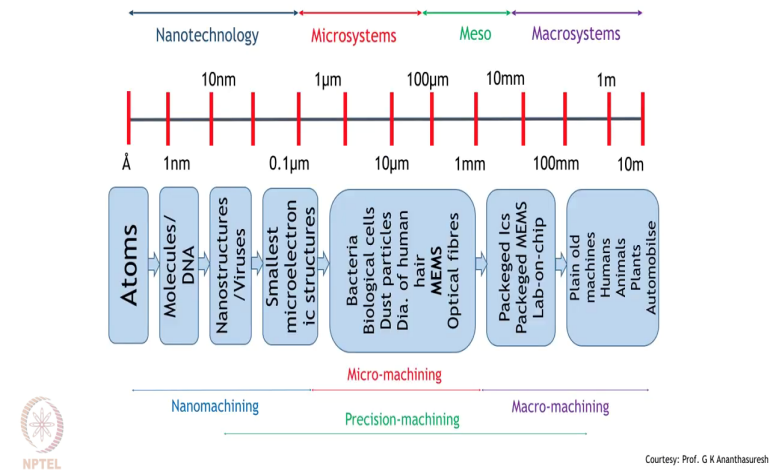 Nanotechnology
Microsystems
Meso
Macrosystems
10nm
1µm
100µm
10mm
1m
Å
1nm
0.1µm
10µm
1mm
100mm
10m
Atoms
Molecules/
DNA
Nanostructures
/Viruses
Smallest
microelectron
ic structures
Bacteria
Biological cells
Dust particles
Dia. of human
hair
MEMS
Optical fibres
Packeged Ics
Packeged MEMS
Lab-on-chip
Plain old
machines
Humans
Animals
Plants
Automobilse
Micro-machining
Nanomachining
Macro-machining
Precision-machining
NPTEL
Courtesy: Prof. G K Ananthasuresh